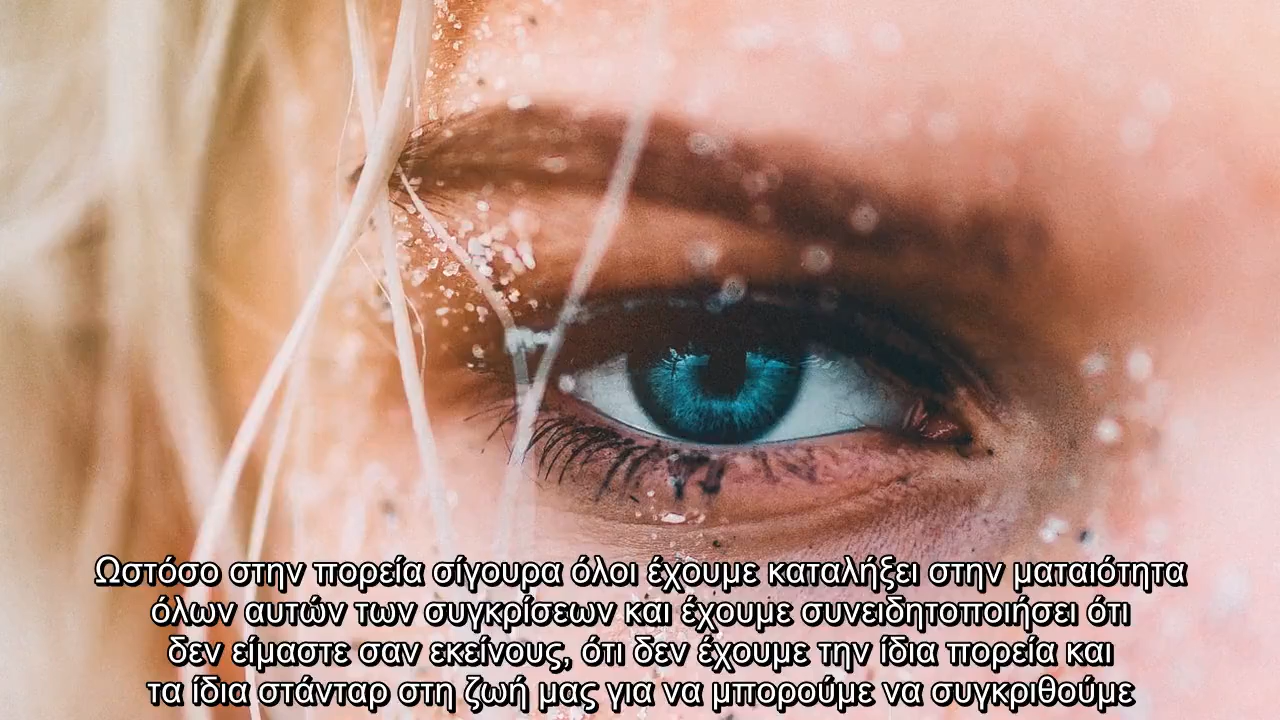 Ωστόσο στην πορεία σίγουρα όλοι έχουμε καταλήξει στην ματαιότητα
όλων αυτών των συγκρίσεων και έχουμε συνειδητοποιήσει ότι
δεν είμαστε σαν εκείνους, ότι δεν έχουμε την ίδια πορεία και
τα ίδια στάνταρ στη ζωή μας για να μπορούμε να συγκριθούμε